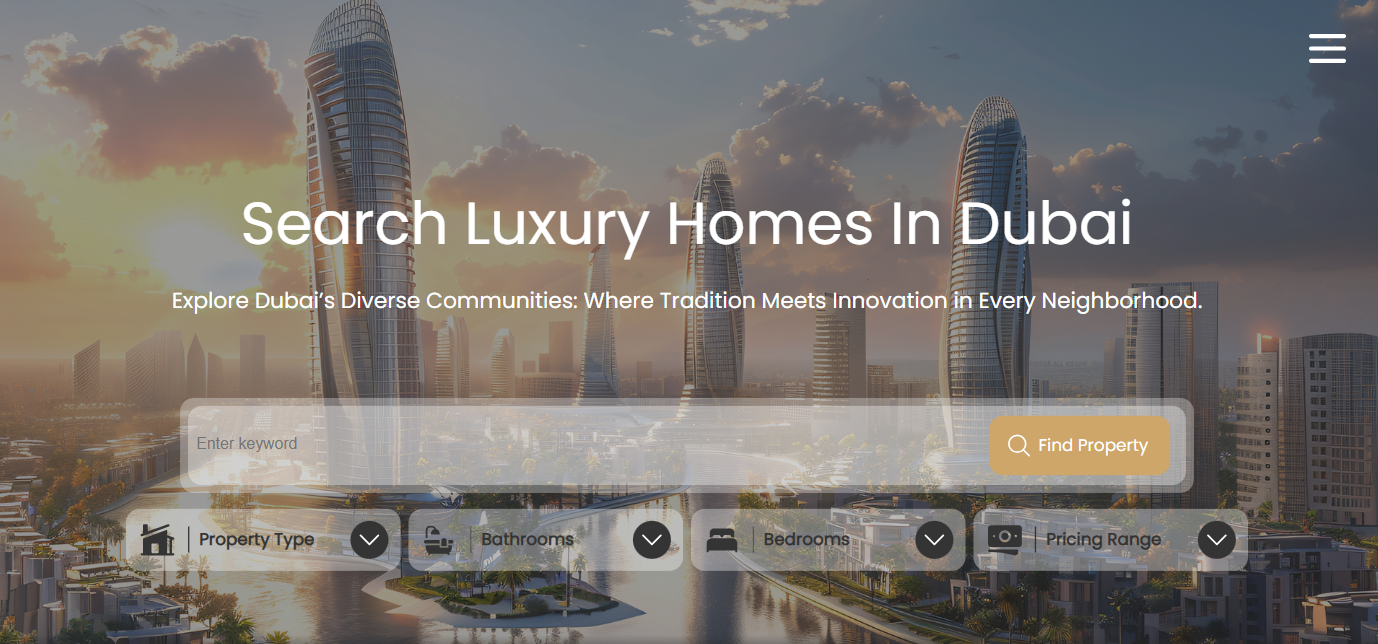 Search Luxury Homes In Dubai
Explore Dubai’s Diverse Communities: Where Tradition Meets Innovation in Every Neighborhood.
Enter keyword
Find Property
Property Type
Bathrooms
Bedrooms
Pricing Range